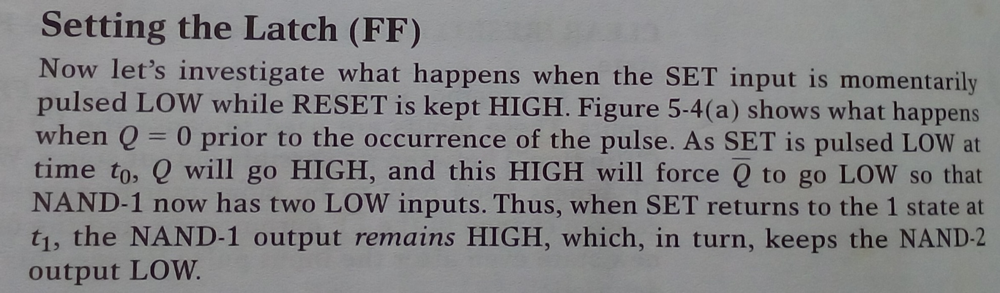 Setting the Latch (FF)
Now let's investigate what happens when the SET input is momentarily
pulsed LOW while RESET is kept HIGH. Figure 5-4(a) shows what happens
when Q = 0 prior to the occurrence of the pulse. As SET is pulsed LOW at
time t₀, Q will go HIGH, and this HIGH will force Q̅ to go LOW so that
NAND-1 now has two LOW inputs. Thus, when SET returns to the 1 state at
t₁, the NAND-1 output remains HIGH, which, in turn, keeps the NAND-2
output LOW.